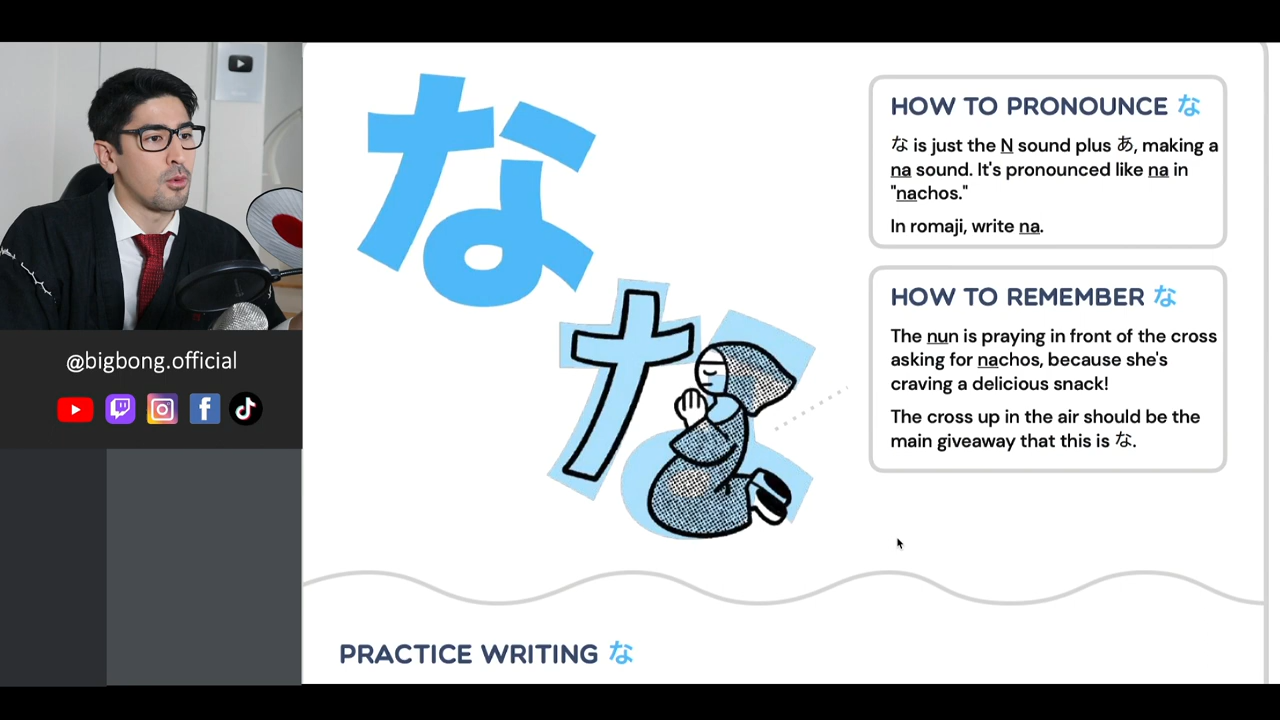 @bigbong.official
な
HOW TO PRONOUNCE な
な is just the N sound plus あ, making a
na sound. It's pronounced like na in
"nachos."
In romaji, write na.
HOW TO REMEMBER な
The nun is praying in front of the cross
asking for nachos, because she's
craving a delicious snack!
The cross up in the air should be the
main giveaway that this is な.
PRACTICE WRITING な